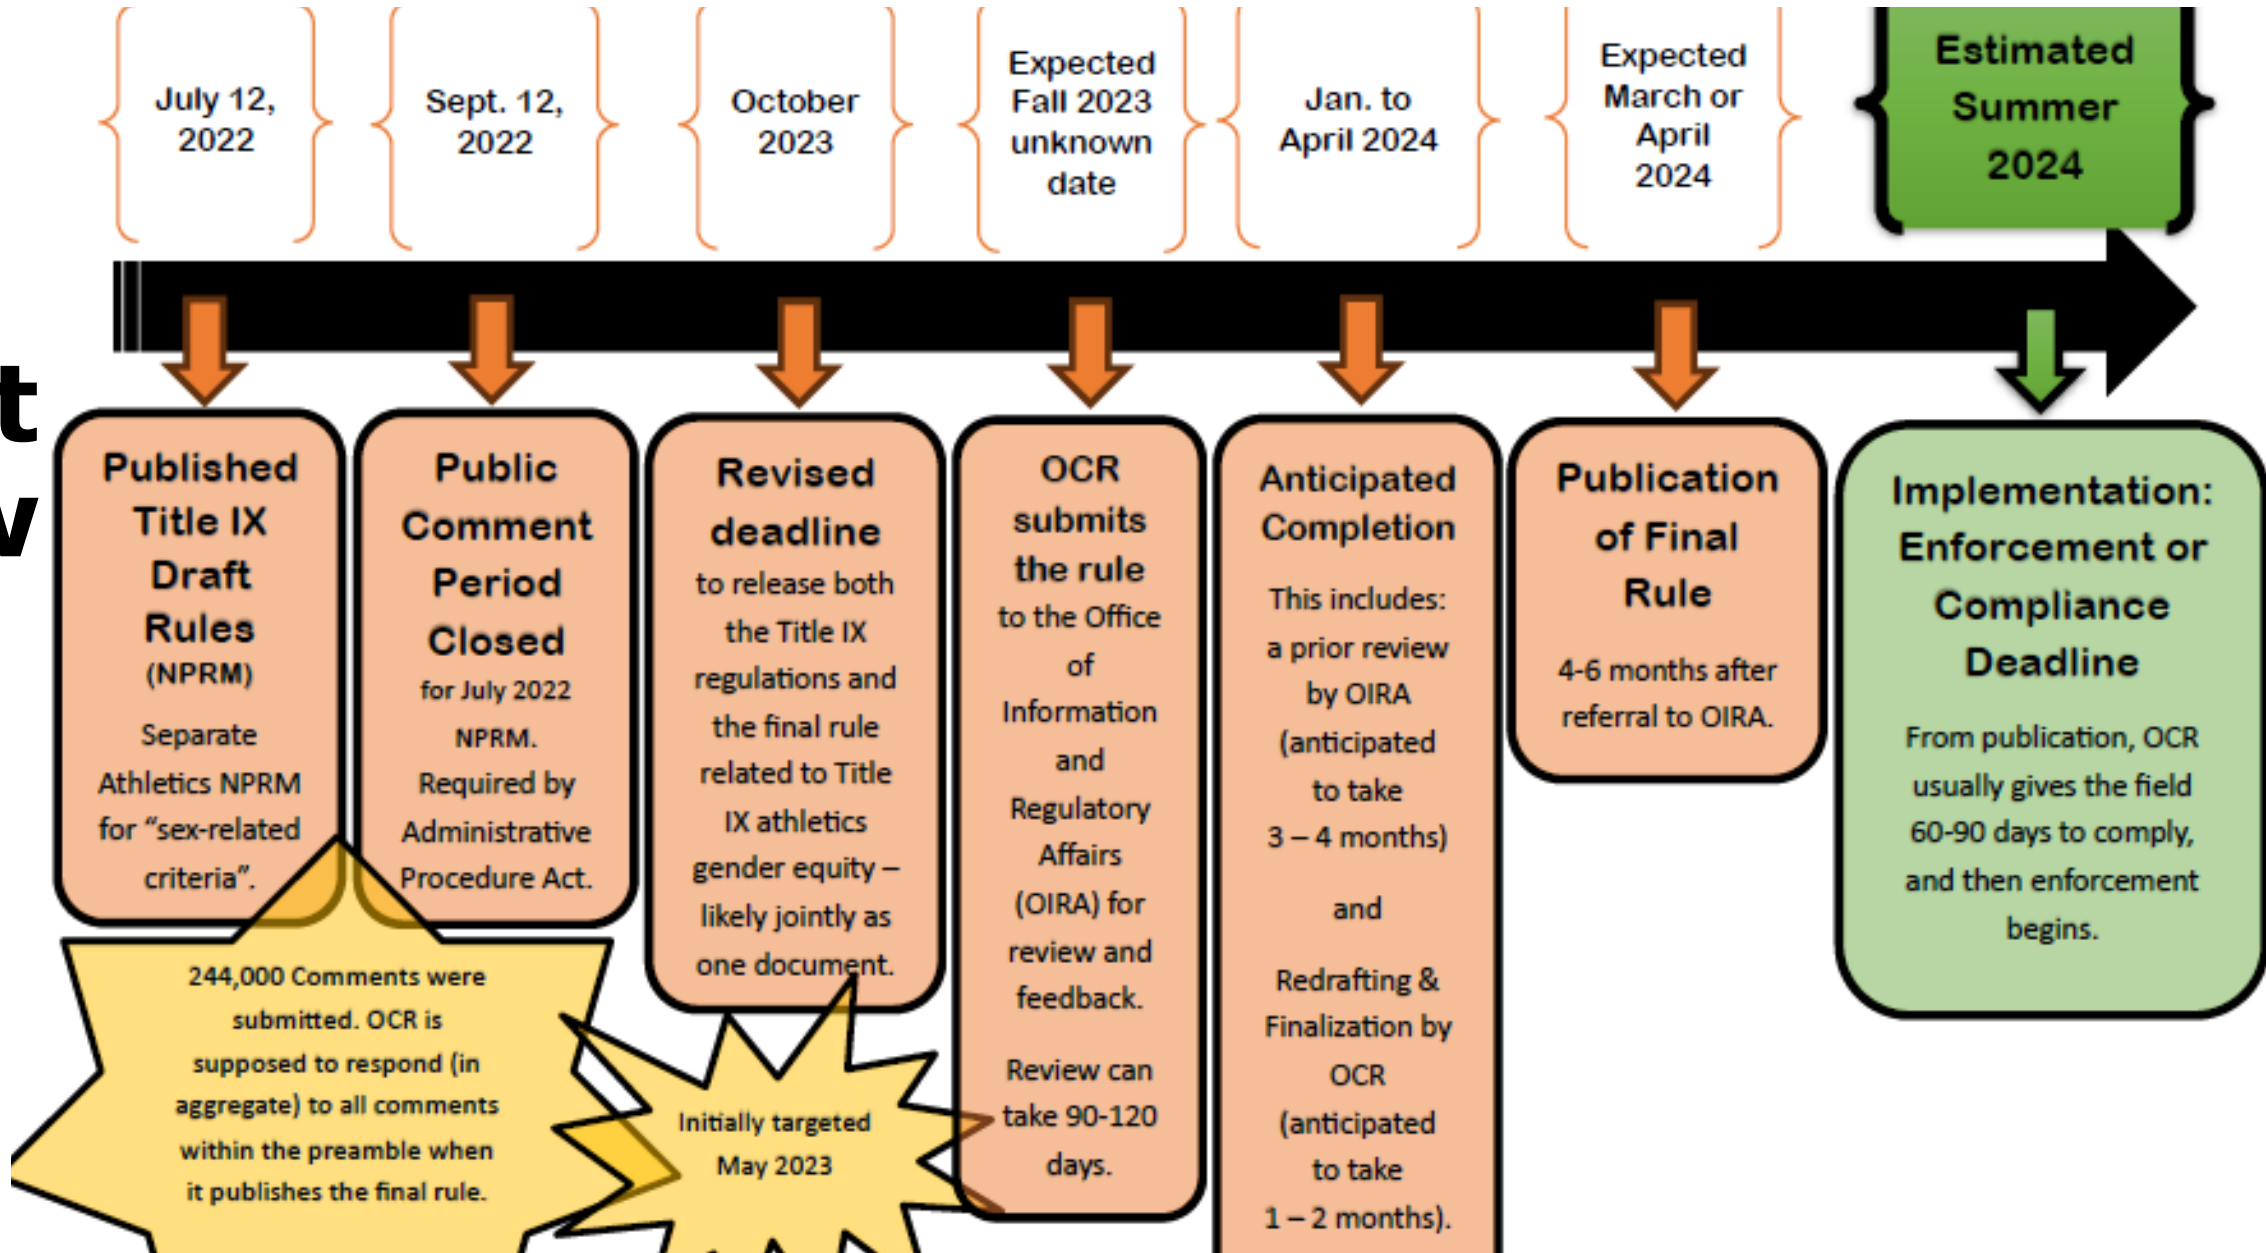 July 12,
2022
Sept. 12,
2022
October
2023
Expected
Fall 2023
unknown
date
Jan. to
April 2024
Expected
March or
April
2024
Estimated
Summer
2024
Published
Title IX
Draft
Rules
(NPRM)
Separate
Athletics NPRM
for “sex-related
criteria”.
Public
Comment
Period
Closed
for July 2022
NPRM.
Required by
Administrative
Procedure Act.
Revised
deadline
to release both
the Title IX
regulations and
the final rule
related to Title
IX athletics
gender equity –
likely jointly as
one document.
OCR
submits
the rule
to the Office
of
Information
and
Regulatory
Affairs
(OIRA) for
review and
feedback.
Review can
take 90-120
days.
Anticipated
Completion
This includes:
a prior review
by OIRA
(anticipated
to take
3 – 4 months)
and
Redrafting &
Finalization by
OCR
(anticipated
to take
1 – 2 months).
Publication
of Final
Rule
4-6 months after
referral to OIRA.
Implementation:
Enforcement or
Compliance
Deadline
From publication, OCR
usually gives the field
60-90 days to comply,
and then enforcement
begins.
244,000 Comments were
submitted. OCR is
supposed to respond (in
aggregate) to all comments
within the preamble when
it publishes the final rule.
Initially targeted
May 2023